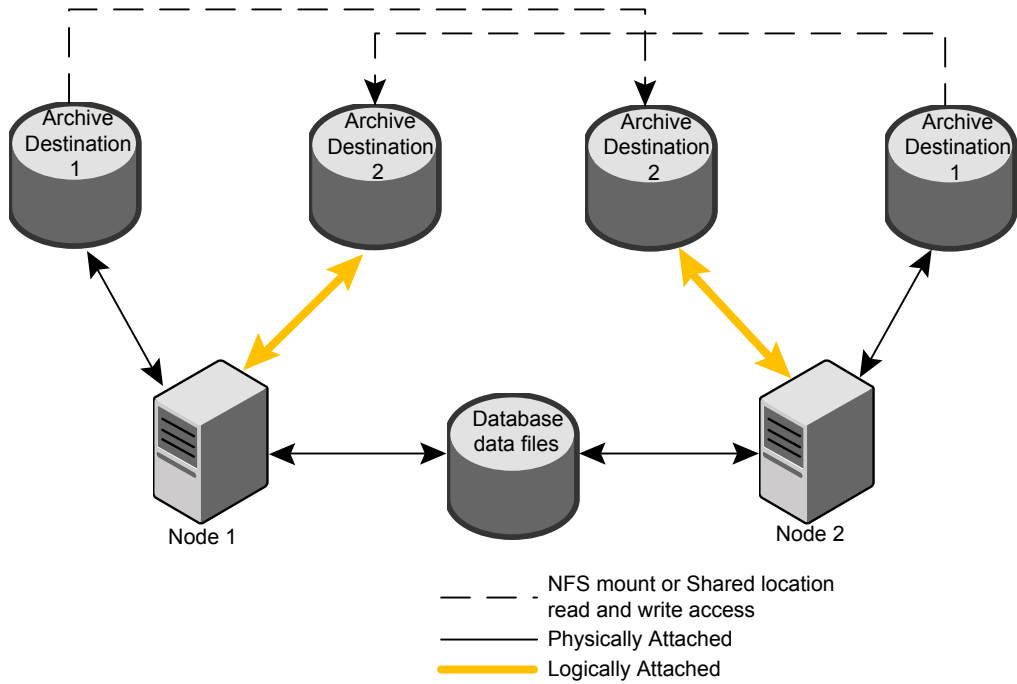 Archive
Destination
1
Archive
Destination
2
Archive
Destination
2
Archive
Destination
1
Database
data files
Node 1
Node 2
NFS mount or Shared location
read and write access
Physically Attached
Logically Attached